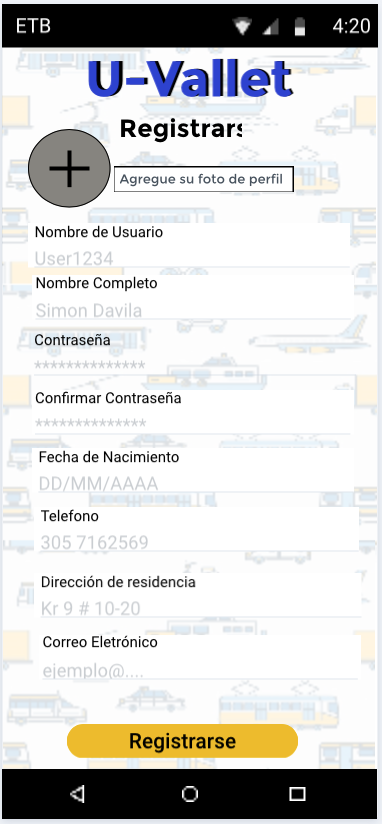 ETB 4:20
U-Vallet
Registrars
Agregue su foto de perfil
Nombre de Usuario
User1234
Nombre Completo
Simon Davila
Contraseña
**************
Confirmar Contraseña
**************
Fecha de Nacimiento
DD/MM/AAAA
Telefono
305 7162569
Dirección de residencia
Kr 9 # 10-20
Correo Eletrónico
ejemplo@....
Registrarse